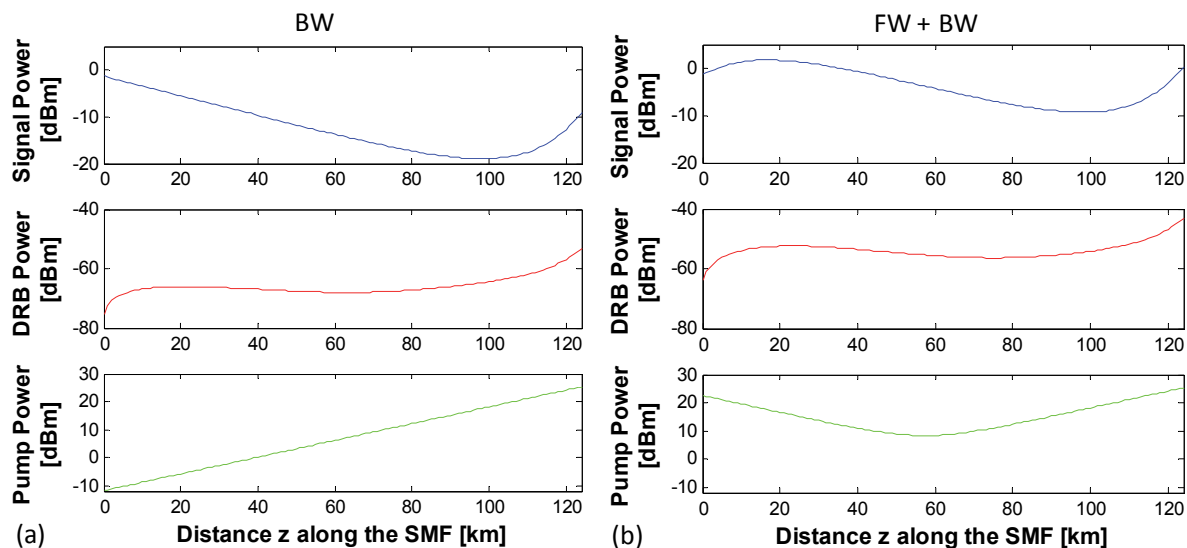 BW
Signal Power
[dBm]
0
-10
-20
0 20 40 60 80 100 120
DRB Power
[dBm]
-40
-60
-80
0 20 40 60 80 100 120
Pump Power
[dBm]
30
20
10
0
-10
0 20 40 60 80 100 120
(a)
Distance z along the SMF [km]
FW + BW
Signal Power
[dBm]
0
-10
-20
0 20 40 60 80 100 120
DRB Power
[dBm]
-40
-60
-80
0 20 40 60 80 100 120
Pump Power
[dBm]
30
20
10
0
-10
0 20 40 60 80 100 120
(b)
Distance z along the SMF [km]